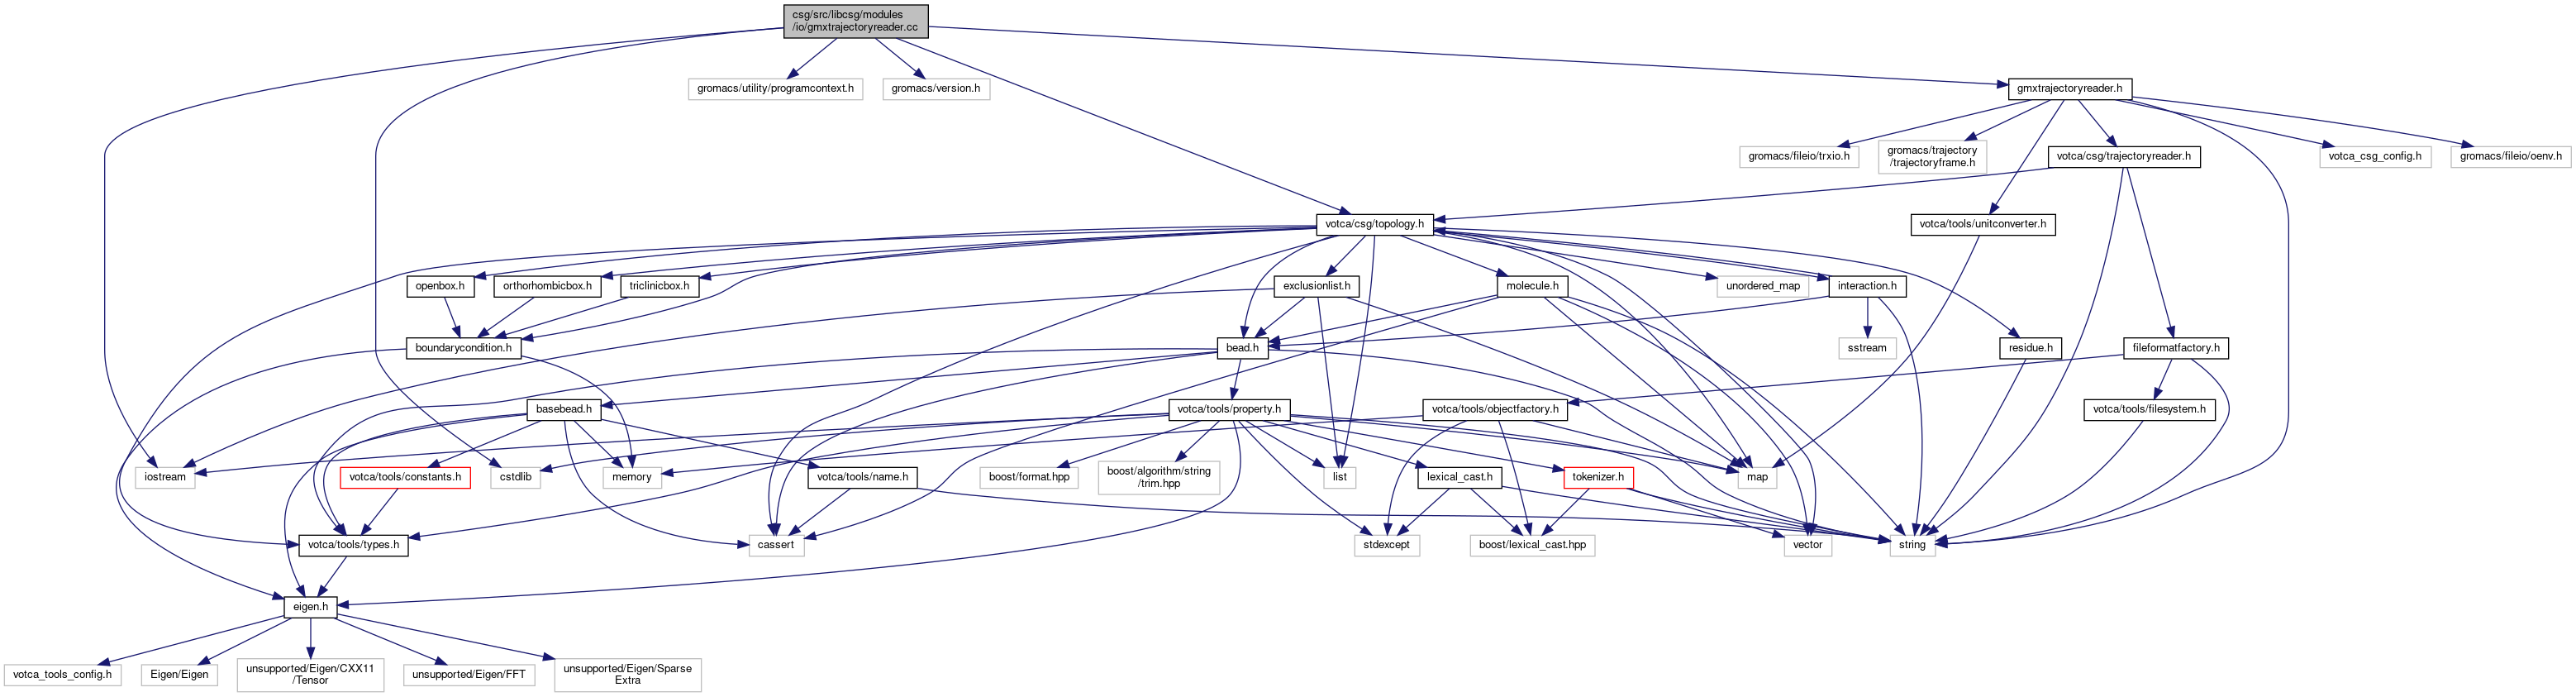 csg/src/libcsg/modules
/io/gmxtrajectoryreader.cc
gromacs/utility/programcontext.h
gromacs/version.h
gmxtrajectoryreader.h
gromacs/fileio/trxio.h
gromacs/trajectory
/trajectoryframe.h
votca/csg/trajectoryreader.h
votca_csg_config.h
gromacs/fileio/oenv.h
votca/csg/topology.h
votca/tools/unitconverter.h
openbox.h
orthorhombicbox.h
triclinicbox.h
exclusionlist.h
molecule.h
unordered_map
interaction.h
boundarycondition.h
bead.h
sstream
residue.h
fileformatfactory.h
basebead.h
votca/tools/property.h
votca/tools/objectfactory.h
votca/tools/filesystem.h
iostream
votca/tools/constants.h
cstdlib
memory
votca/tools/name.h
boost/format.hpp
boost/algorithm/string
/trim.hpp
list
lexical_cast.h
tokenizer.h
map
votca/tools/types.h
cassert
stdexcept
boost/lexical_cast.hpp
vector
string
eigen.h
votca_tools_config.h
Eigen/Eigen
unsupported/Eigen/CXX11
/Tensor
unsupported/Eigen/FFT
unsupported/Eigen/Sparse
Extra